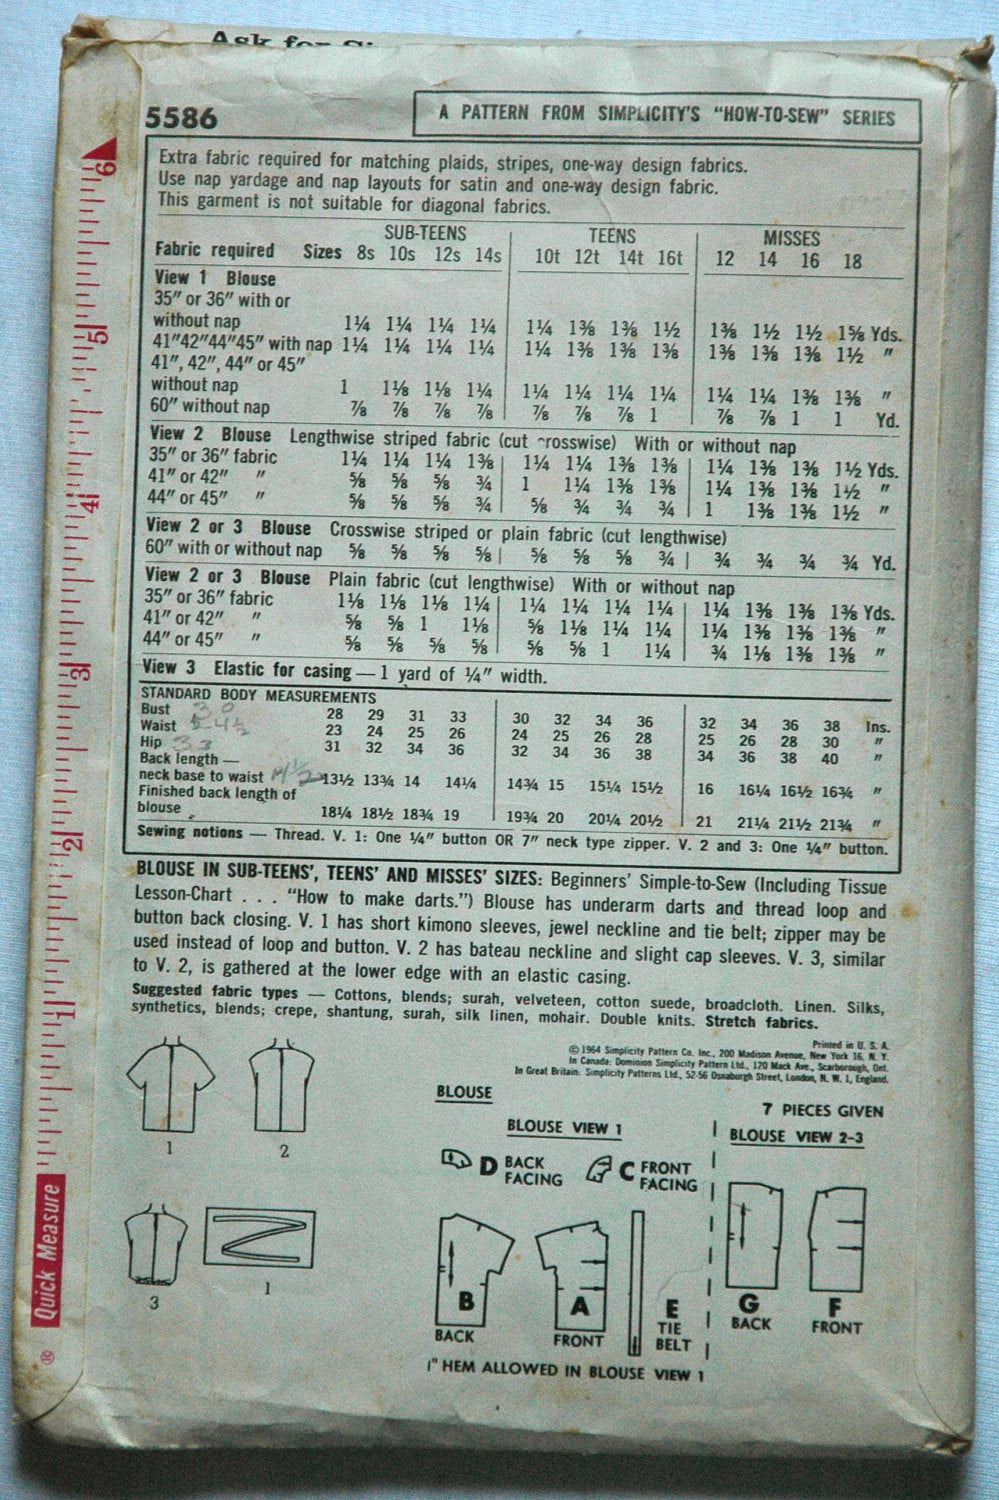 Ask for
5586
A PATTERN FROM SIMPLICITY'S "HOW-TO-SEW" SERIES
Extra fabric required for matching plaids, stripes, one-way design fabrics.
Use nap yardage and nap layouts for satin and one-way design fabric.
This garment is not suitable for diagonal fabrics.
SUB-TEENS TEENS MISSES
Fabric required Sizes 8s 10s 12s 14s 10t 12t 14t 16t 12 14 16 18
View 1 Blouse
35" or 36" with or
without nap 1¼ 1¼ 1¼ 1¼ 1¼ 1⅜ 1⅜ 1½ 1⅜ 1½ 1½ 1⅝ Yds.
41"42"44"45" with nap 1¼ 1¼ 1¼ 1¼ 1¼ 1⅜ 1⅜ 1⅜ 1⅜ 1⅜ 1⅜ 1½ "
41", 42", 44" or 45"
without nap 1 1⅛ 1⅛ 1¼ 1¼ 1¼ 1¼ 1¼ 1¼ 1¼ 1⅜ 1⅜ "
60" without nap ⅞ ⅞ ⅞ ⅞ ⅞ ⅞ ⅞ 1 ⅞ ⅞ 1 1 Yd.
View 2 Blouse Lengthwise striped fabric (cut crosswise) With or without nap
35" or 36" fabric 1¼ 1¼ 1¼ 1⅜ 1¼ 1¼ 1⅜ 1⅜ 1¼ 1⅜ 1⅜ 1½ Yds.
41" or 42" " ⅝ ⅝ ⅝ ¾ 1 1¼ 1⅜ 1⅜ 1¼ 1⅜ 1⅜ 1½ "
44" or 45" " ⅝ ⅝ ⅝ ¾ ⅝ ¾ ¾ ¾ 1 1⅜ 1⅜ 1½ "
View 2 or 3 Blouse Crosswise striped or plain fabric (cut lengthwise)
60" with or without nap ⅝ ⅝ ⅝ ⅝ ⅝ ⅝ ⅝ ¾ ¾ ¾ ¾ ¾ Yd.
View 2 or 3 Blouse Plain fabric (cut lengthwise) With or without nap
35" or 36" fabric 1⅛ 1⅛ 1⅛ 1¼ 1¼ 1¼ 1¼ 1¼ 1¼ 1⅜ 1⅜ 1⅜ Yds.
41" or 42" " ⅝ ⅝ 1 1⅛ ⅝ 1⅛ 1¼ 1¼ 1¼ 1⅜ 1⅜ 1⅜ "
44" or 45" " ⅝ ⅝ ⅝ ⅝ ⅝ ⅝ 1 1¼ ¾ 1⅛ 1⅜ 1⅜ "
View 3 Elastic for casing — 1 yard of ¼" width.
STANDARD BODY MEASUREMENTS
Bust 30 28 29 31 33 30 32 34 36 32 34 36 38 Ins.
Waist 23 24 25 26 24 25 26 28 25 26 28 30 "
Hip 33 31 32 34 36 32 34 36 38 34 36 38 40 "
Back length —
neck base to waist 14½ 13½ 13¾ 14 14¼ 14¾ 15 15¼ 15½ 16 16¼ 16½ 16¾ "
Finished back length of
blouse 18¼ 18½ 18¾ 19 19¾ 20 20¼ 20½ 21 21¼ 21½ 21¾ "
Sewing notions — Thread. V. 1: One ¼" button OR 7" neck type zipper. V. 2 and 3: One ¼" button.
BLOUSE IN SUB-TEENS', TEENS' AND MISSES' SIZES: Beginners' Simple-to-Sew (Including Tissue
Lesson-Chart . . . "How to make darts.") Blouse has underarm darts and thread loop and
button back closing. V. 1 has short kimono sleeves, jewel neckline and tie belt; zipper may be
used instead of loop and button. V. 2 has bateau neckline and slight cap sleeves. V. 3, similar
to V. 2, is gathered at the lower edge with an elastic casing.
Suggested fabric types — Cottons, blends; surah, velveteen, cotton suede, broadcloth. Linen. Silks,
synthetics, blends; crepe, shantung, surah, silk linen, mohair. Double knits. Stretch fabrics.
Printed in U. S. A.
© 1964 Simplicity Pattern Co. Inc., 200 Madison Avenue, New York 16, N. Y.
In Canada: Dominion Simplicity Pattern Ltd., 120 Mack Ave., Scarborough, Ont.
In Great Britain: Simplicity Patterns Ltd., 52-56 Osnaburgh Street, London, N. W. 1, England.
BLOUSE
7 PIECES GIVEN
BLOUSE VIEW 1
BLOUSE VIEW 2-3
D BACK FACING
C FRONT FACING
1
2
3
1
B
BACK
A
FRONT
E
TIE
BELT
G
BACK
F
FRONT
1" HEM ALLOWED IN BLOUSE VIEW 1
6
5
4
3
2
1
Quick Measure
®